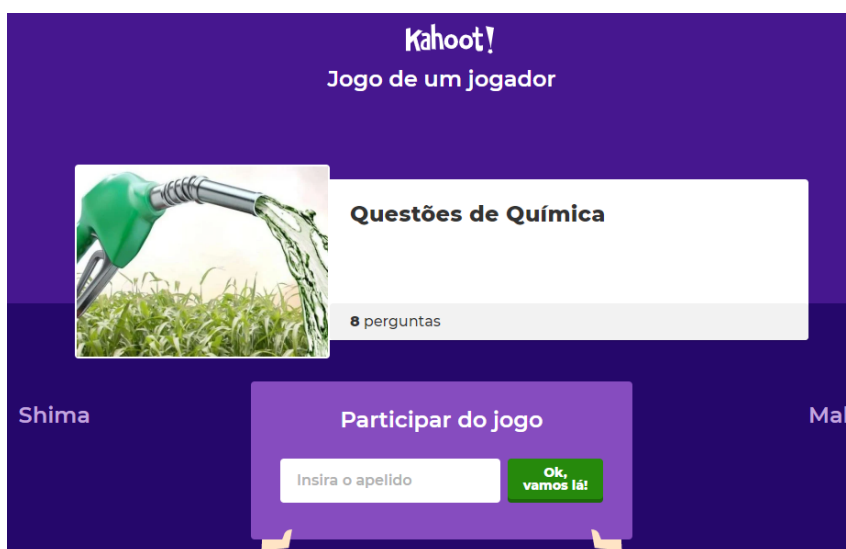 Kahoot!
Jogo de um jogador
Questões de Química
8 perguntas
Shima
Participar do jogo
Insira o apelido
Ok,
vamos lá!